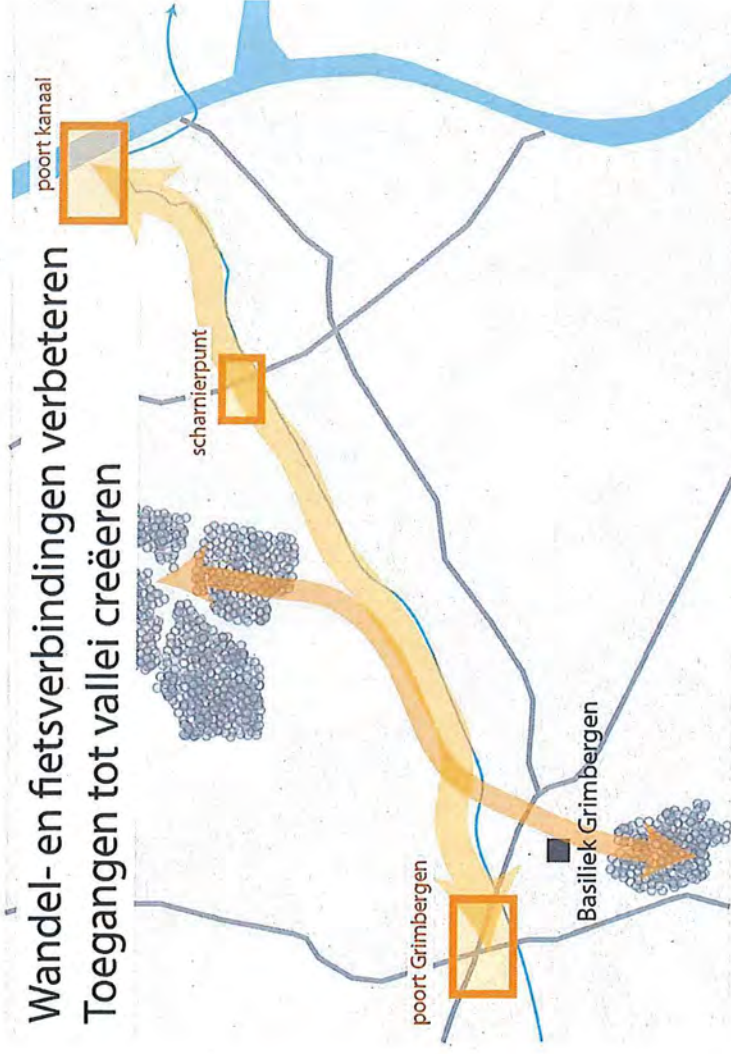 Wandel- en fietsverbindingen verbeteren
Toegangen tot vallei creëeren
poort kanaal
scharnierpunt
poort Grimbergen
Basiliek Grimbergen